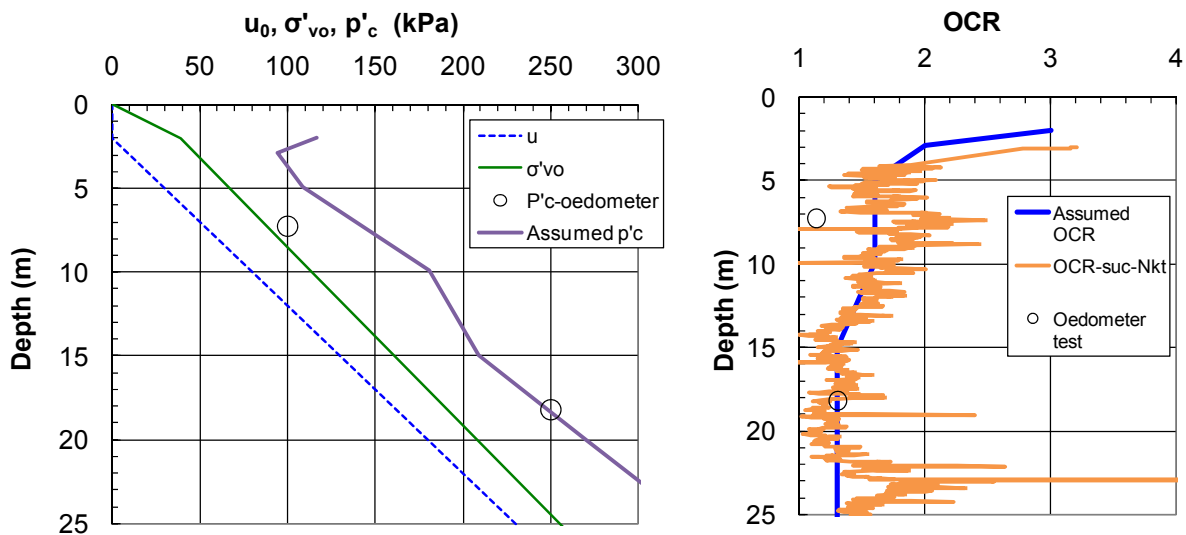 u₀, σ'vo, p'c (kPa)
0 50 100 150 200 250 300
0
5
10
15
20
25
Depth (m)
u
σ'vo
P'c-oedometer
Assumed p'c
OCR
1 2 3 4
0
5
10
15
20
25
Depth (m)
Assumed
OCR
OCR-suc-Nkt
Oedometer
test